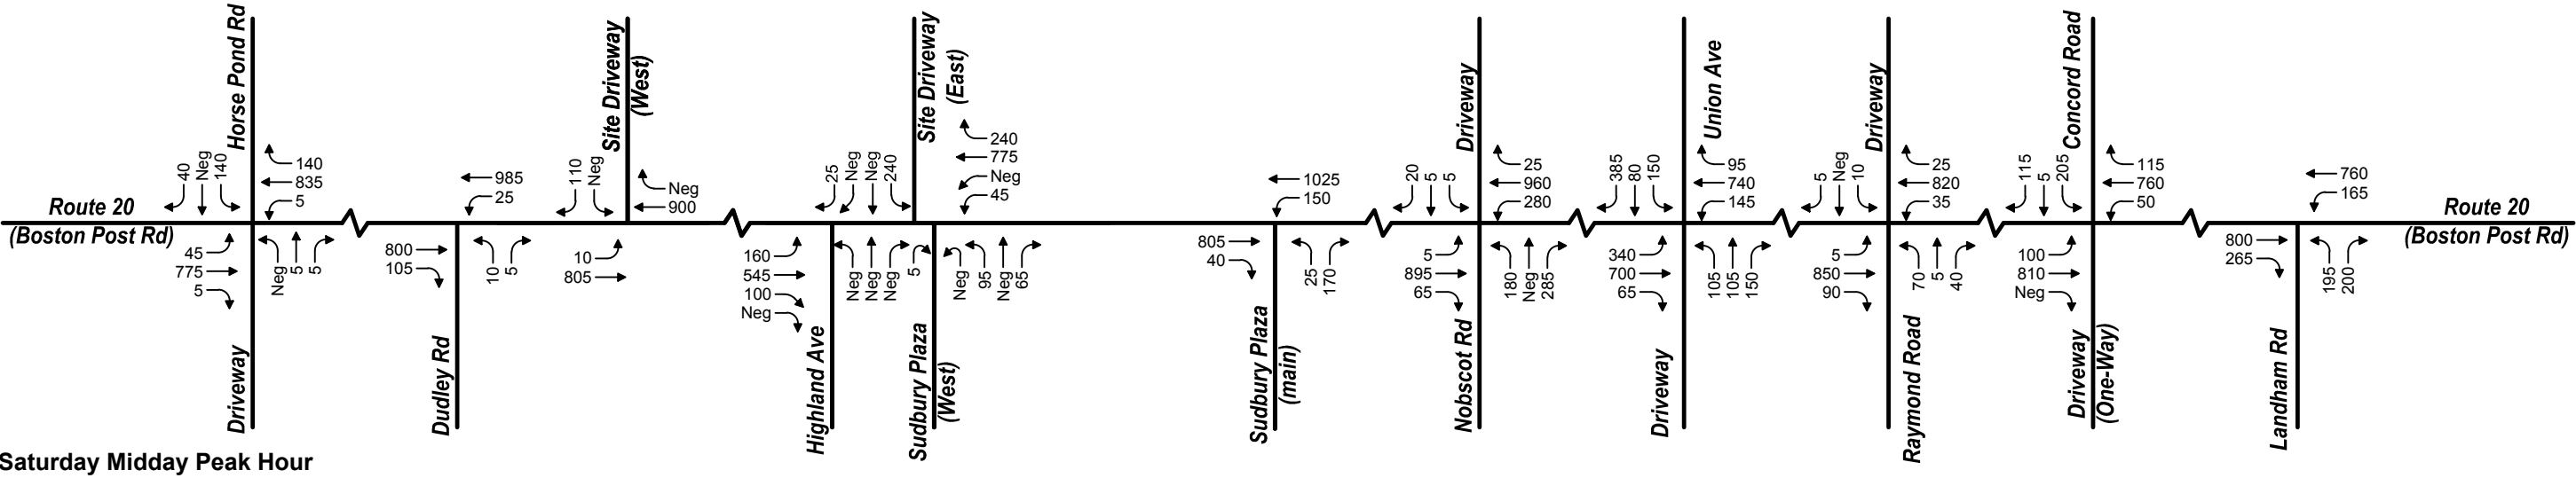 Horse Pond Rd
40
Neg
140
140
835
5
Route 20
(Boston Post Rd)
45
775
5
Neg
5
5
Driveway
985
25
800
105
10
5
Dudley Rd
Site Driveway
(West)
110
Neg
Neg
900
10
805
Site Driveway
(East)
25
Neg
Neg
240
240
775
Neg
45
160
545
100
Neg
Neg
Neg
Neg
5
Neg
95
Neg
65
Highland Ave
Sudbury Plaza
(West)
1025
150
805
40
25
170
Sudbury Plaza
(main)
Driveway
20
5
5
25
960
280
5
895
65
180
Neg
285
Nobscot Rd
Union Ave
385
80
150
95
740
145
340
700
65
105
105
150
Driveway
Driveway
5
Neg
10
25
820
35
5
850
90
70
5
40
Raymond Road
Concord Road
115
5
205
115
760
50
100
810
Neg
Driveway
(One-Way)
760
165
800
265
195
200
Landham Rd
Route 20
(Boston Post Rd)
Saturday Midday Peak Hour